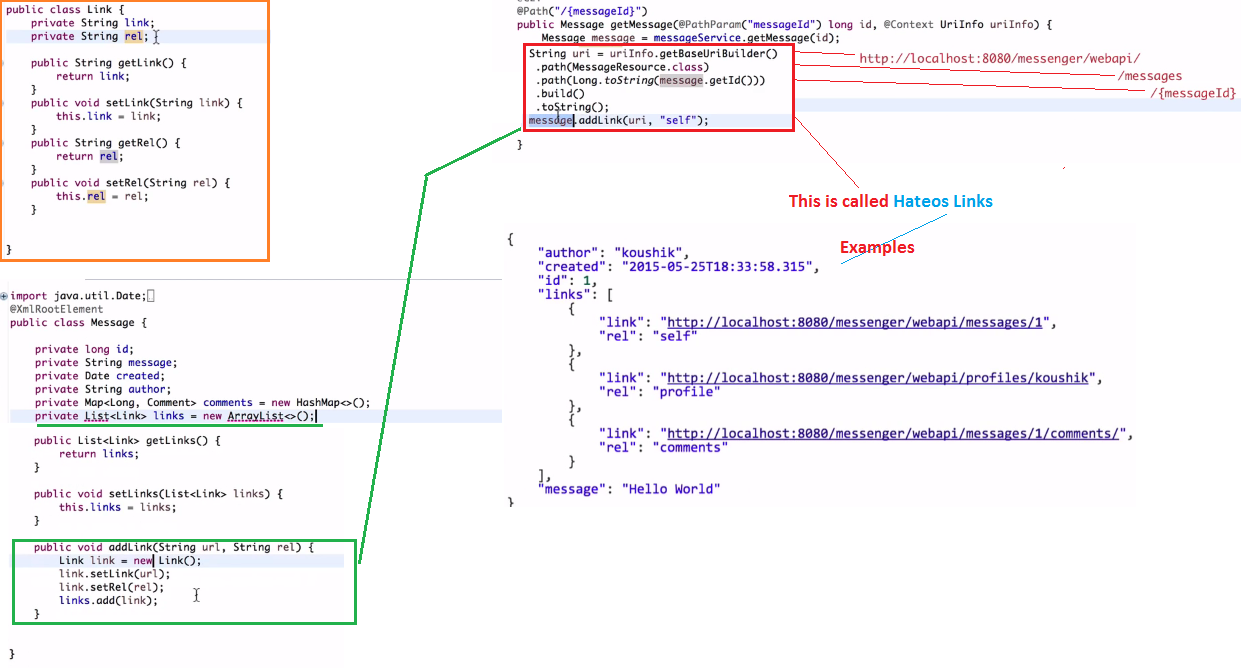 public class Link {
private String link;
private String rel;
public String getLink() {
return link;
}
public void setLink(String link) {
this.link = link;
}
public String getRel() {
return rel;
}
public void setRel(String rel) {
this.rel = rel;
}
}
import java.util.Date;
@XmlRootElement
public class Message {
private long id;
private String message;
private Date created;
private String author;
private Map<Long, Comment> comments = new HashMap<>();
private List<Link> links = new ArrayList<>();
public List<Link> getLinks() {
return links;
}
public void setLinks(List<Link> links) {
this.links = links;
}
public void addLink(String url, String rel) {
Link link = new Link();
link.setLink(url);
link.setRel(rel);
links.add(link);
}
}
@Path("/{messageId}")
public Message getMessage(@PathParam("messageId") long id, @Context UriInfo uriInfo) {
Message message = messageService.getMessage(id);
String uri = uriInfo.getBaseUriBuilder()
.path(MessageResource.class)
.path(Long.toString(message.getId()))
.build()
.toString();
message.addLink(uri, "self");
}
http://localhost:8080/messenger/webapi/
/messages
/{messageId}
This is called Hateos Links
Examples
{
"author": "koushik",
"created": "2015-05-25T18:33:58.315",
"id": 1,
"links": [
{
"link": "http://localhost:8080/messenger/webapi/messages/1",
"rel": "self"
},
{
"link": "http://localhost:8080/messenger/webapi/profiles/koushik",
"rel": "profile"
},
{
"link": "http://localhost:8080/messenger/webapi/messages/1/comments/",
"rel": "comments"
}
],
"message": "Hello World"
}